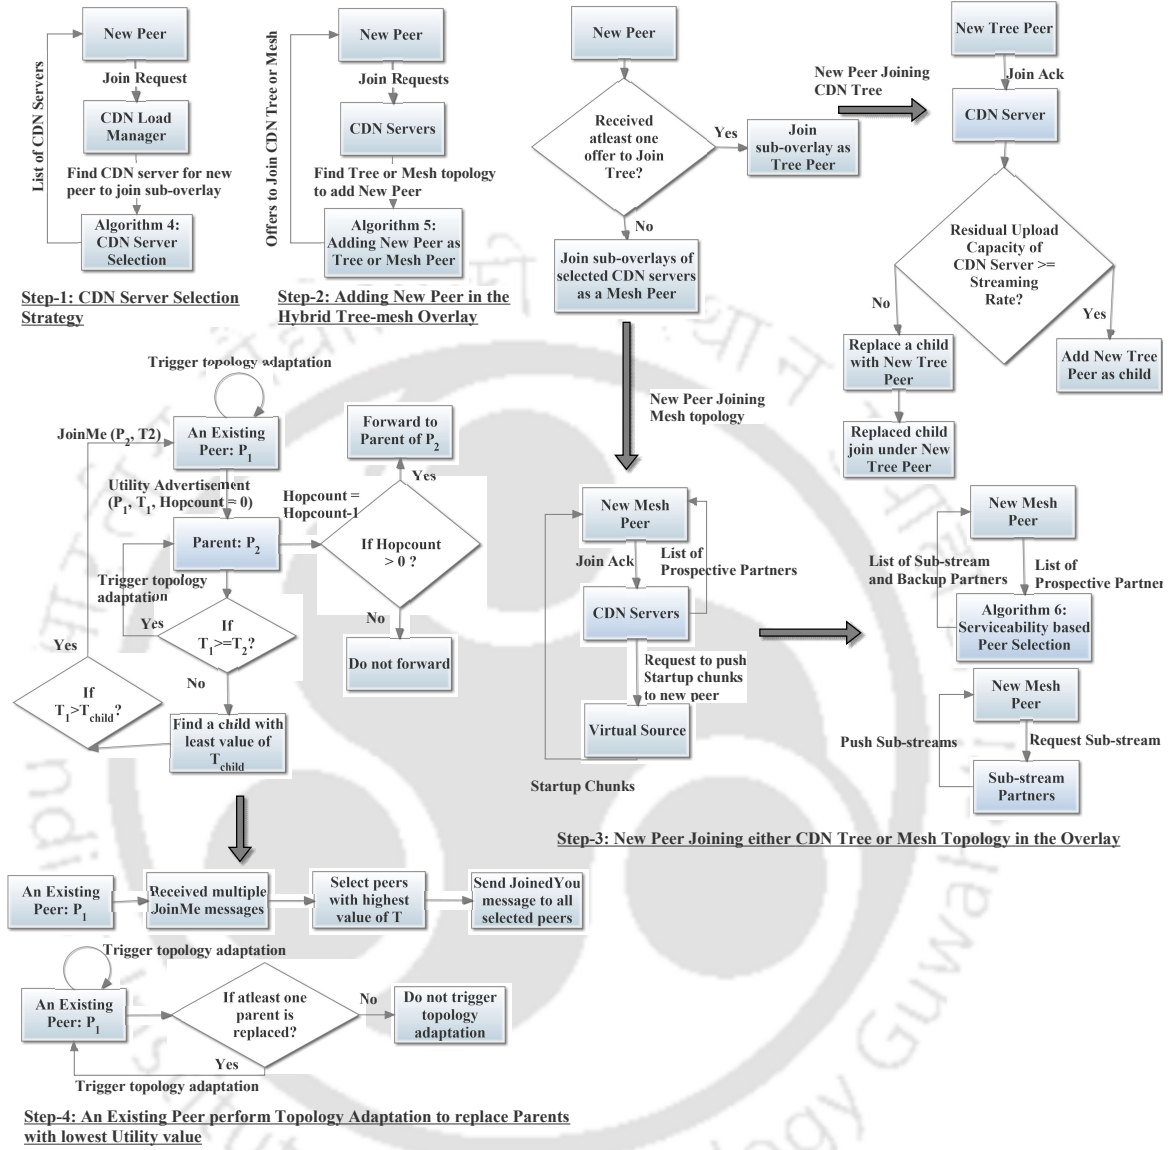 New Peer
Join Request
CDN Load
Manager
Find CDN server for new
peer to join sub-overlay
Algorithm 4:
CDN Server
Selection
List of CDN Servers
Step-1: CDN Server Selection
Strategy
New Peer
Join Requests
CDN Servers
Find Tree or Mesh topology
to add New Peer
Algorithm 5:
Adding New Peer as
Tree or Mesh Peer
Offers to Join CDN Tree or Mesh
Step-2: Adding New Peer in the
Hybrid Tree-mesh Overlay
New Peer
Received
atleast one
offer to Join
Tree?
Yes
Join
sub-overlay as
Tree Peer
No
Join sub-overlays of
selected CDN servers
as a Mesh Peer
New Peer Joining
CDN Tree
New Tree Peer
Join Ack
CDN Server
Residual Upload
Capacity of
CDN Server >=
Streaming
Rate?
No
Yes
Replace a child
with New Tree
Peer
Add New Tree
Peer as child
Replaced child
join under New
Tree Peer
New Peer Joining
Mesh topology
New Mesh
Peer
Join Ack
List of
Prospective Partners
CDN Servers
Request to push
Startup chunks
to new peer
Virtual Source
Startup Chunks
New Mesh
Peer
List of Sub-stream
and Backup Partners
List of
Prospective Partner
Algorithm 6:
Serviceability based
Peer Selection
New Mesh
Peer
Push Sub-streams
Request Sub-stream
Sub-stream
Partners
Step-3: New Peer Joining either CDN Tree or Mesh Topology in the Overlay
Trigger topology adaptation
JoinMe (P2, T2)
An Existing
Peer: P1
Utility Advertisement
(P1, T1, Hopcount = 0)
Parent: P2
Hopcount =
Hopcount-1
Forward to
Parent of P2
Yes
If Hopcount
> 0 ?
No
Do not forward
Trigger topology
adaptation
Yes
If
T1>=T2?
No
Yes
If
T1>Tchild?
Find a child with
least value of
Tchild
An Existing
Peer: P1
Received multiple
JoinMe messages
Select peers
with highest
value of T
Send JoinedYou
message to all
selected peers
Trigger topology adaptation
An Existing
Peer: P1
If atleast one
parent is
replaced?
No
Do not trigger
topology
adaptation
Yes
Trigger topology adaptation
Step-4: An Existing Peer perform Topology Adaptation to replace Parents
with lowest Utility value